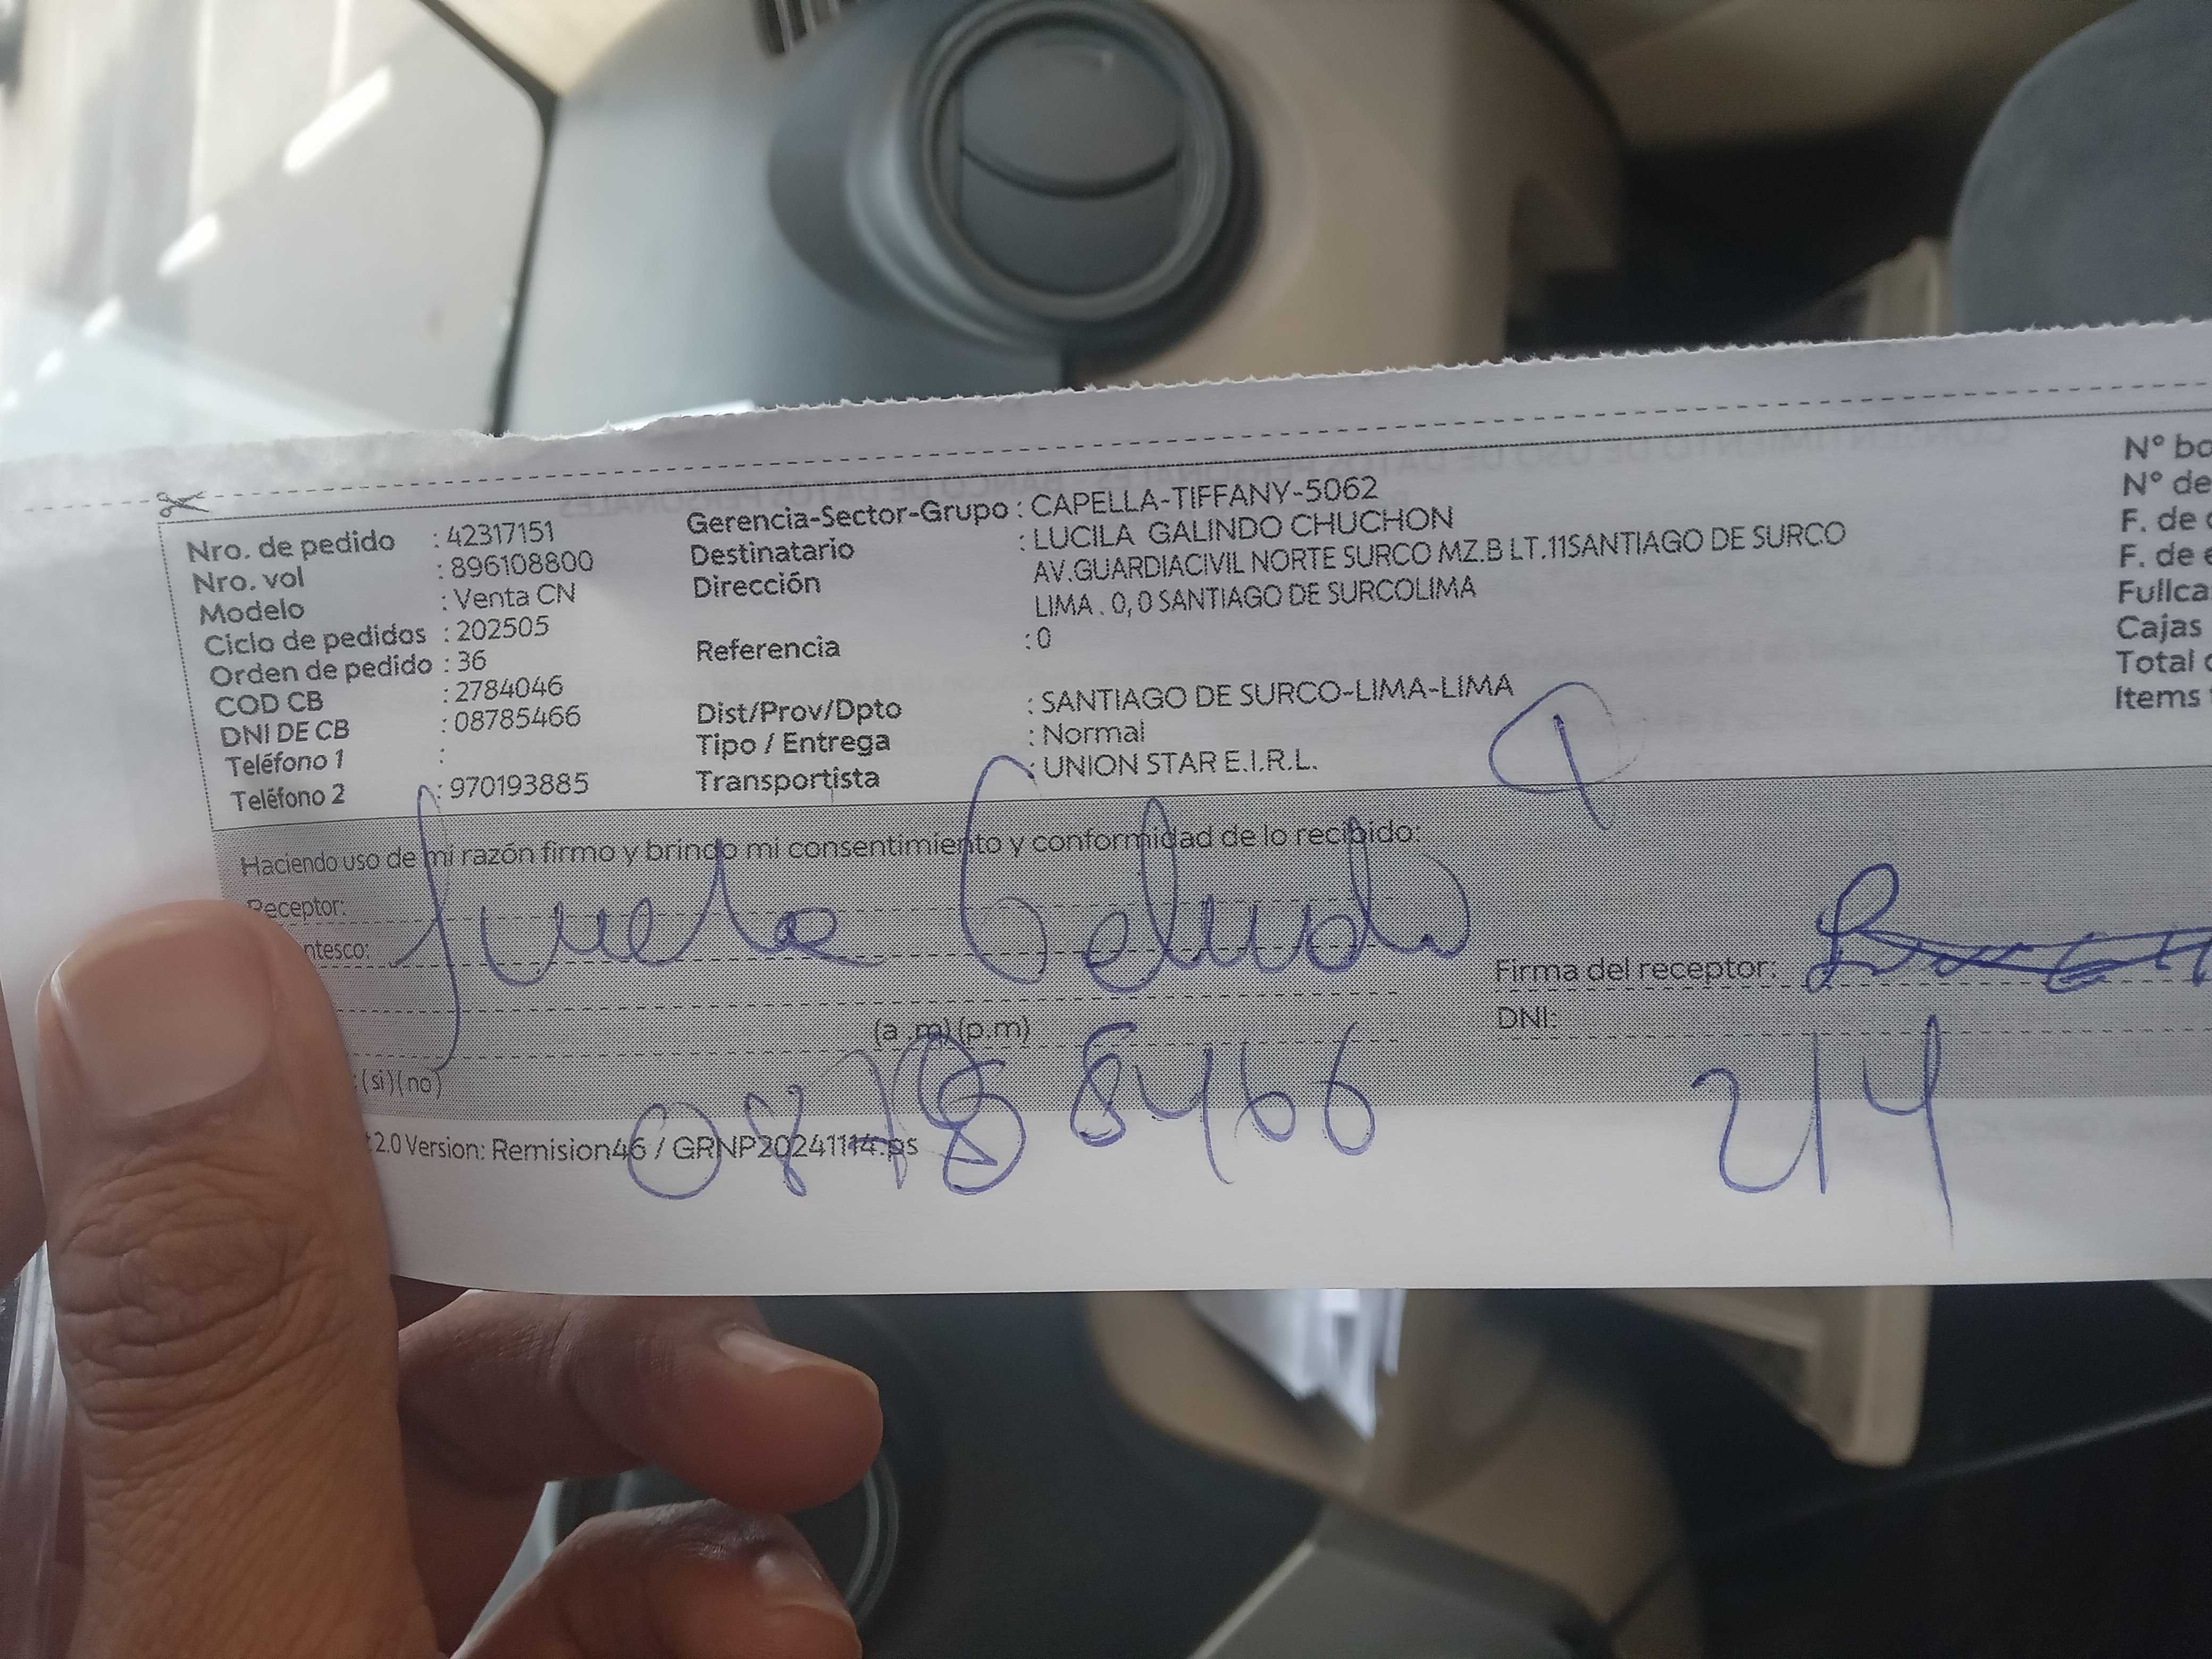 Nro. de pedido : 42317151
Nro. vol : 896108800
Modelo : Venta CN
Ciclo de pedidos : 202505
Orden de pedido : 36
COD CB : 2784046
DNI DE CB : 08785466
Teléfono 1 :
Teléfono 2 : 970193885
Gerencia-Sector-Grupo : CAPELLA-TIFFANY-5062
Destinatario : LUCILA GALINDO CHUCHON
Dirección AV.GUARDIACIVIL NORTE SURCO MZ.B LT.11SANTIAGO DE SURCO
LIMA . 0, 0 SANTIAGO DE SURCOLIMA
Referencia : 0
Dist/Prov/Dpto : SANTIAGO DE SURCO-LIMA-LIMA
Tipo / Entrega : Normal
Transportista : UNION STAR E.I.R.L.
1
Nº bo
Nº de
F. de
F. de e
Fullca
Cajas
Total
Items
Haciendo uso de mi razón firmo y brindo mi consentimiento y conformidad de lo recibido:
Receptor:
ntesco:
Firma del receptor:
(a .m) (p.m)
DNI:
: (si) (no)
214
2.0 Version: Remision46 / GRNP20241114.ps